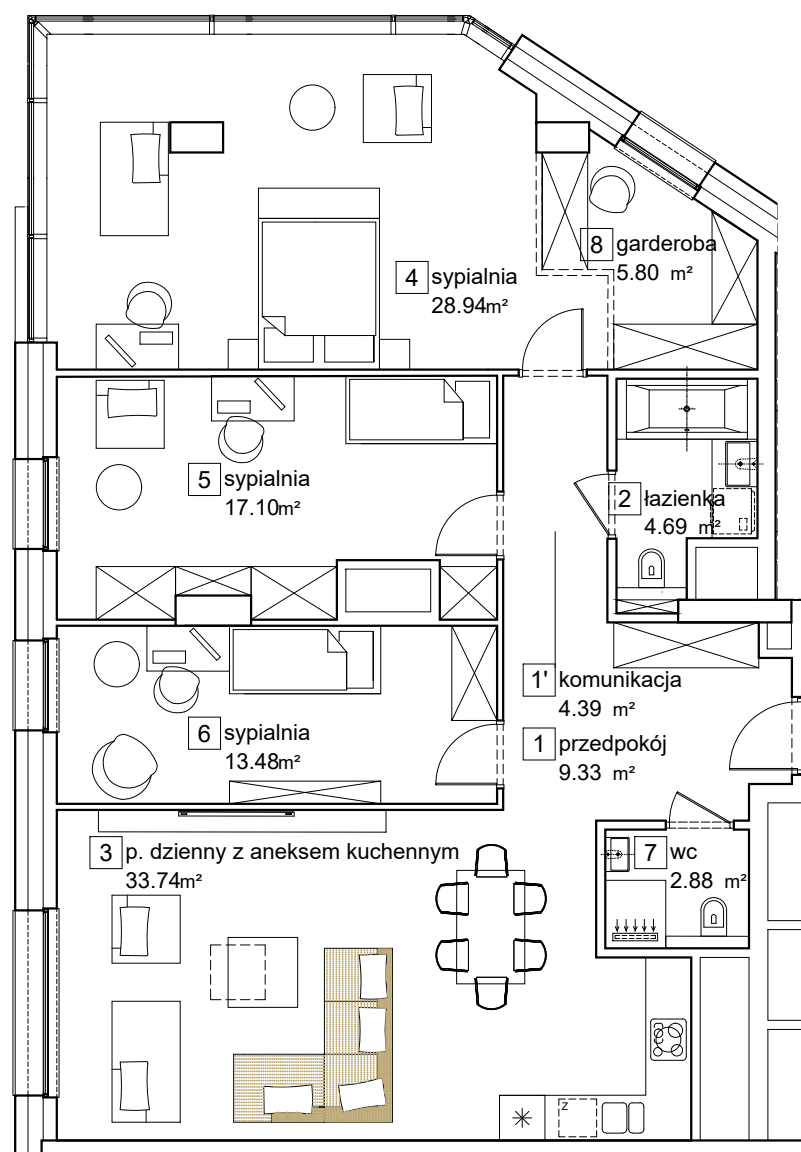 8 garderoba
5.80 m²
4 sypialnia
28.94m²
5 sypialnia
17.10m²
2 łazienka
4.69 m²
1' komunikacja
4.39 m²
6 sypialnia
13.48m²
1 przedpokój
9.33 m²
3 p. dzienny z aneksem kuchennym
33.74m²
7 wc
2.88 m²
z